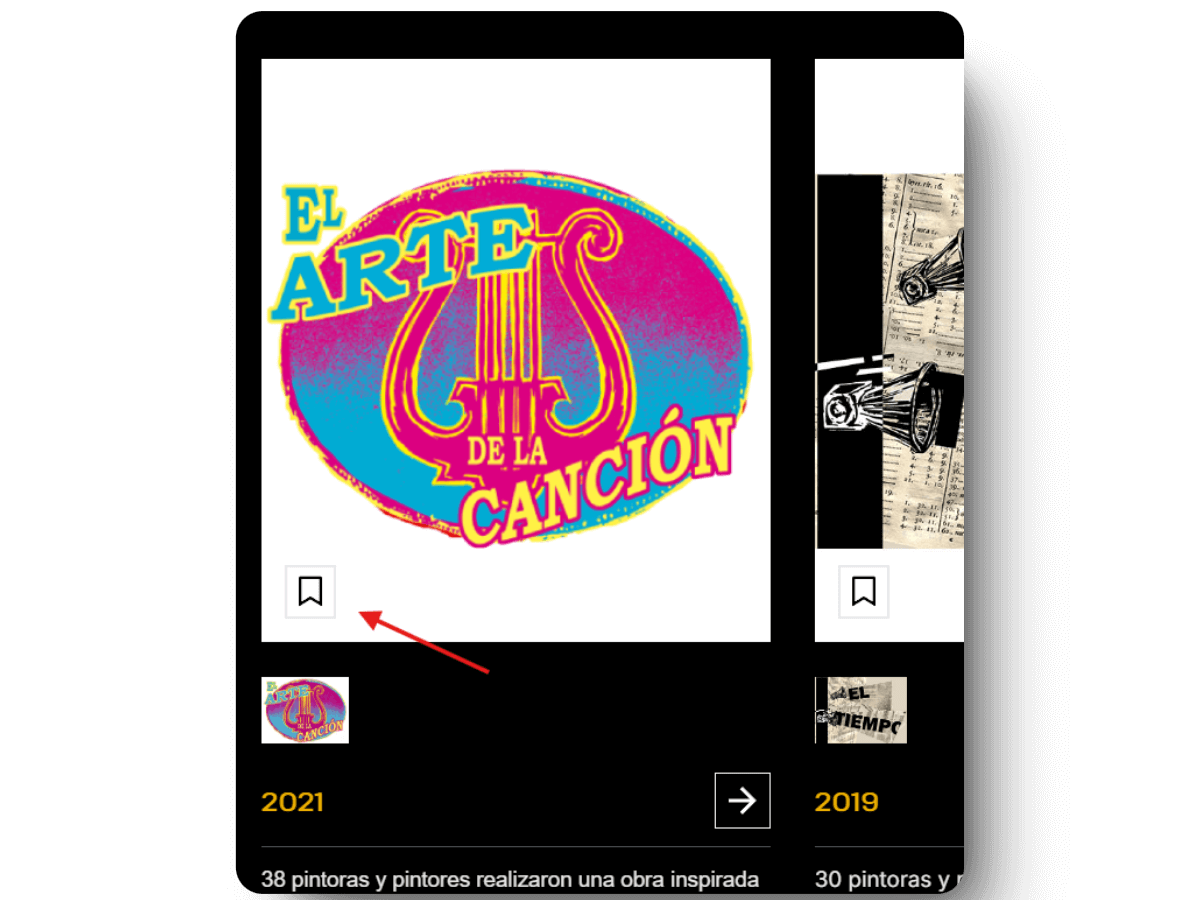 EL
ARTE
DE LA
CANCIÓN
EL
ARTE
DE LA
CANCIÓN
EL
TIEMPO
2021
2019
38 pintoras y pintores realizaron una obra inspirada
30 pintoras y